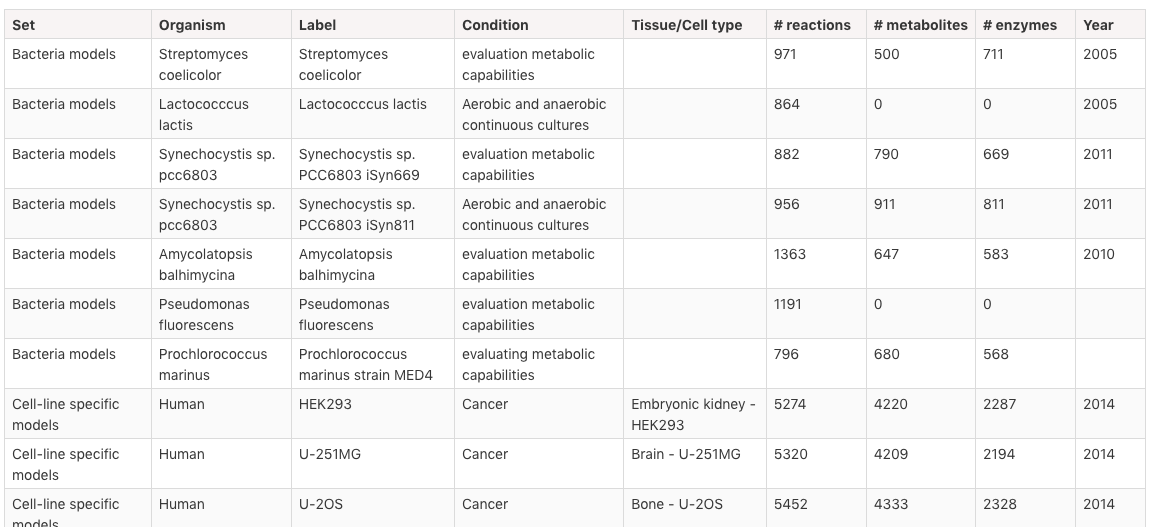 Set Organism Label Condition Tissue/Cell type # reactions # metabolites # enzymes Year
Bacteria models Streptomyces coelicolor Streptomyces coelicolor evaluation metabolic capabilities 971 500 711 2005
Bacteria models Lactococccus lactis Lactococccus lactis Aerobic and anaerobic continuous cultures 864 0 0 2005
Bacteria models Synechocystis sp. pcc6803 Synechocystis sp. PCC6803 iSyn669 evaluation metabolic capabilities 882 790 669 2011
Bacteria models Synechocystis sp. pcc6803 Synechocystis sp. PCC6803 iSyn811 Aerobic and anaerobic continuous cultures 956 911 811 2011
Bacteria models Amycolatopsis balhimycina Amycolatopsis balhimycina evaluation metabolic capabilities 1363 647 583 2010
Bacteria models Pseudomonas fluorescens Pseudomonas fluorescens evaluation metabolic capabilities 1191 0 0
Bacteria models Prochlorococcus marinus Prochlorococcus marinus strain MED4 evaluating metabolic capabilities 796 680 568
Cell-line specific models Human HEK293 Cancer Embryonic kidney - HEK293 5274 4220 2287 2014
Cell-line specific models Human U-251MG Cancer Brain - U-251MG 5320 4209 2194 2014
Cell-line specific models Human U-2OS Cancer Bone - U-2OS 5452 4333 2328 2014